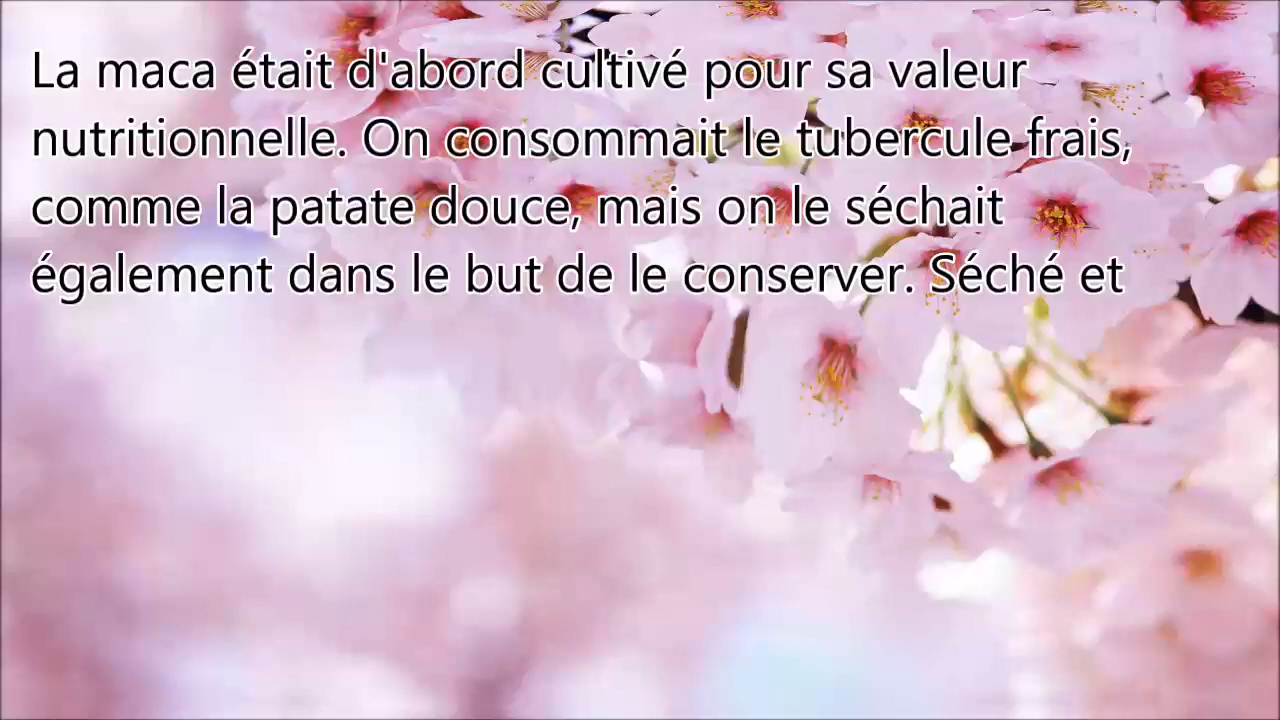 La maca était d'abord cultivé pour sa valeur
nutritionnelle. On consommait le tubercule frais,
comme la patate douce, mais on le séchait
également dans le but de le conserver. Séché et